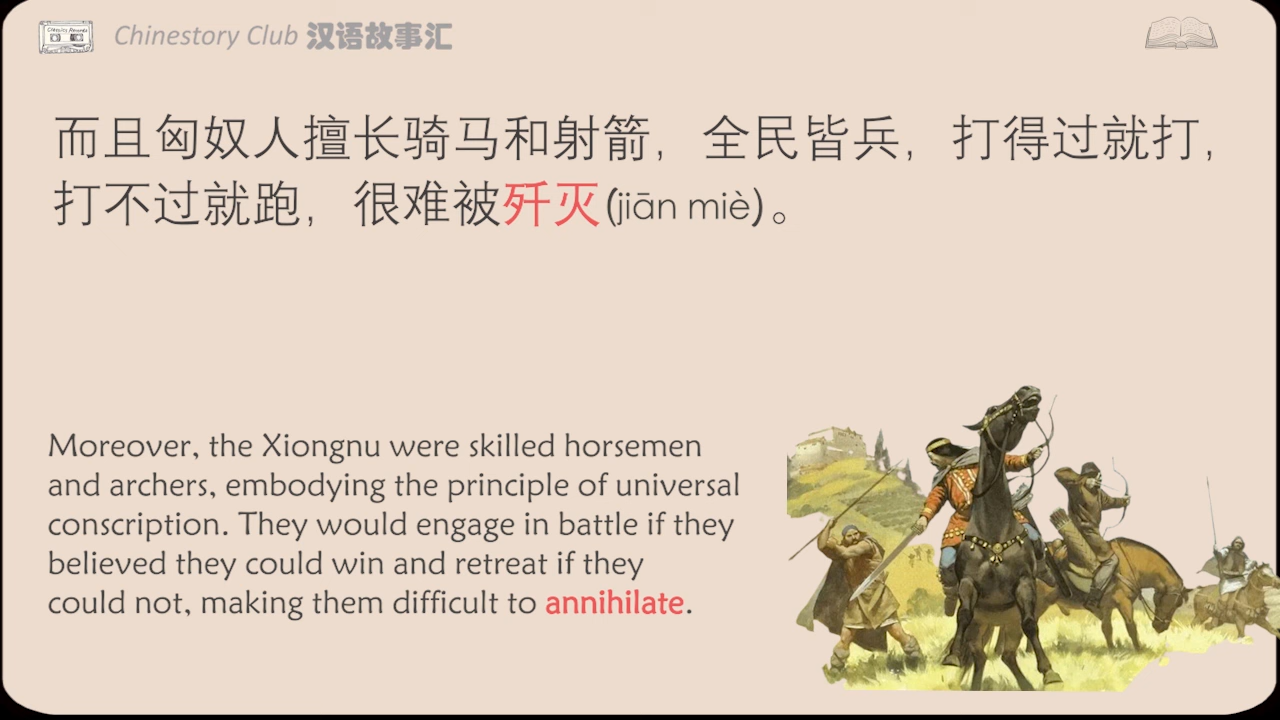 Chinestory Club 汉语故事汇
而且匈奴人擅长骑马和射箭，全民皆兵，打得过就打，
打不过就跑，很难被歼灭(jiān miè)。
Moreover, the Xiongnu were skilled horsemen
and archers, embodying the principle of universal
conscription. They would engage in battle if they
believed they could win and retreat if they
could not, making them difficult to annihilate.